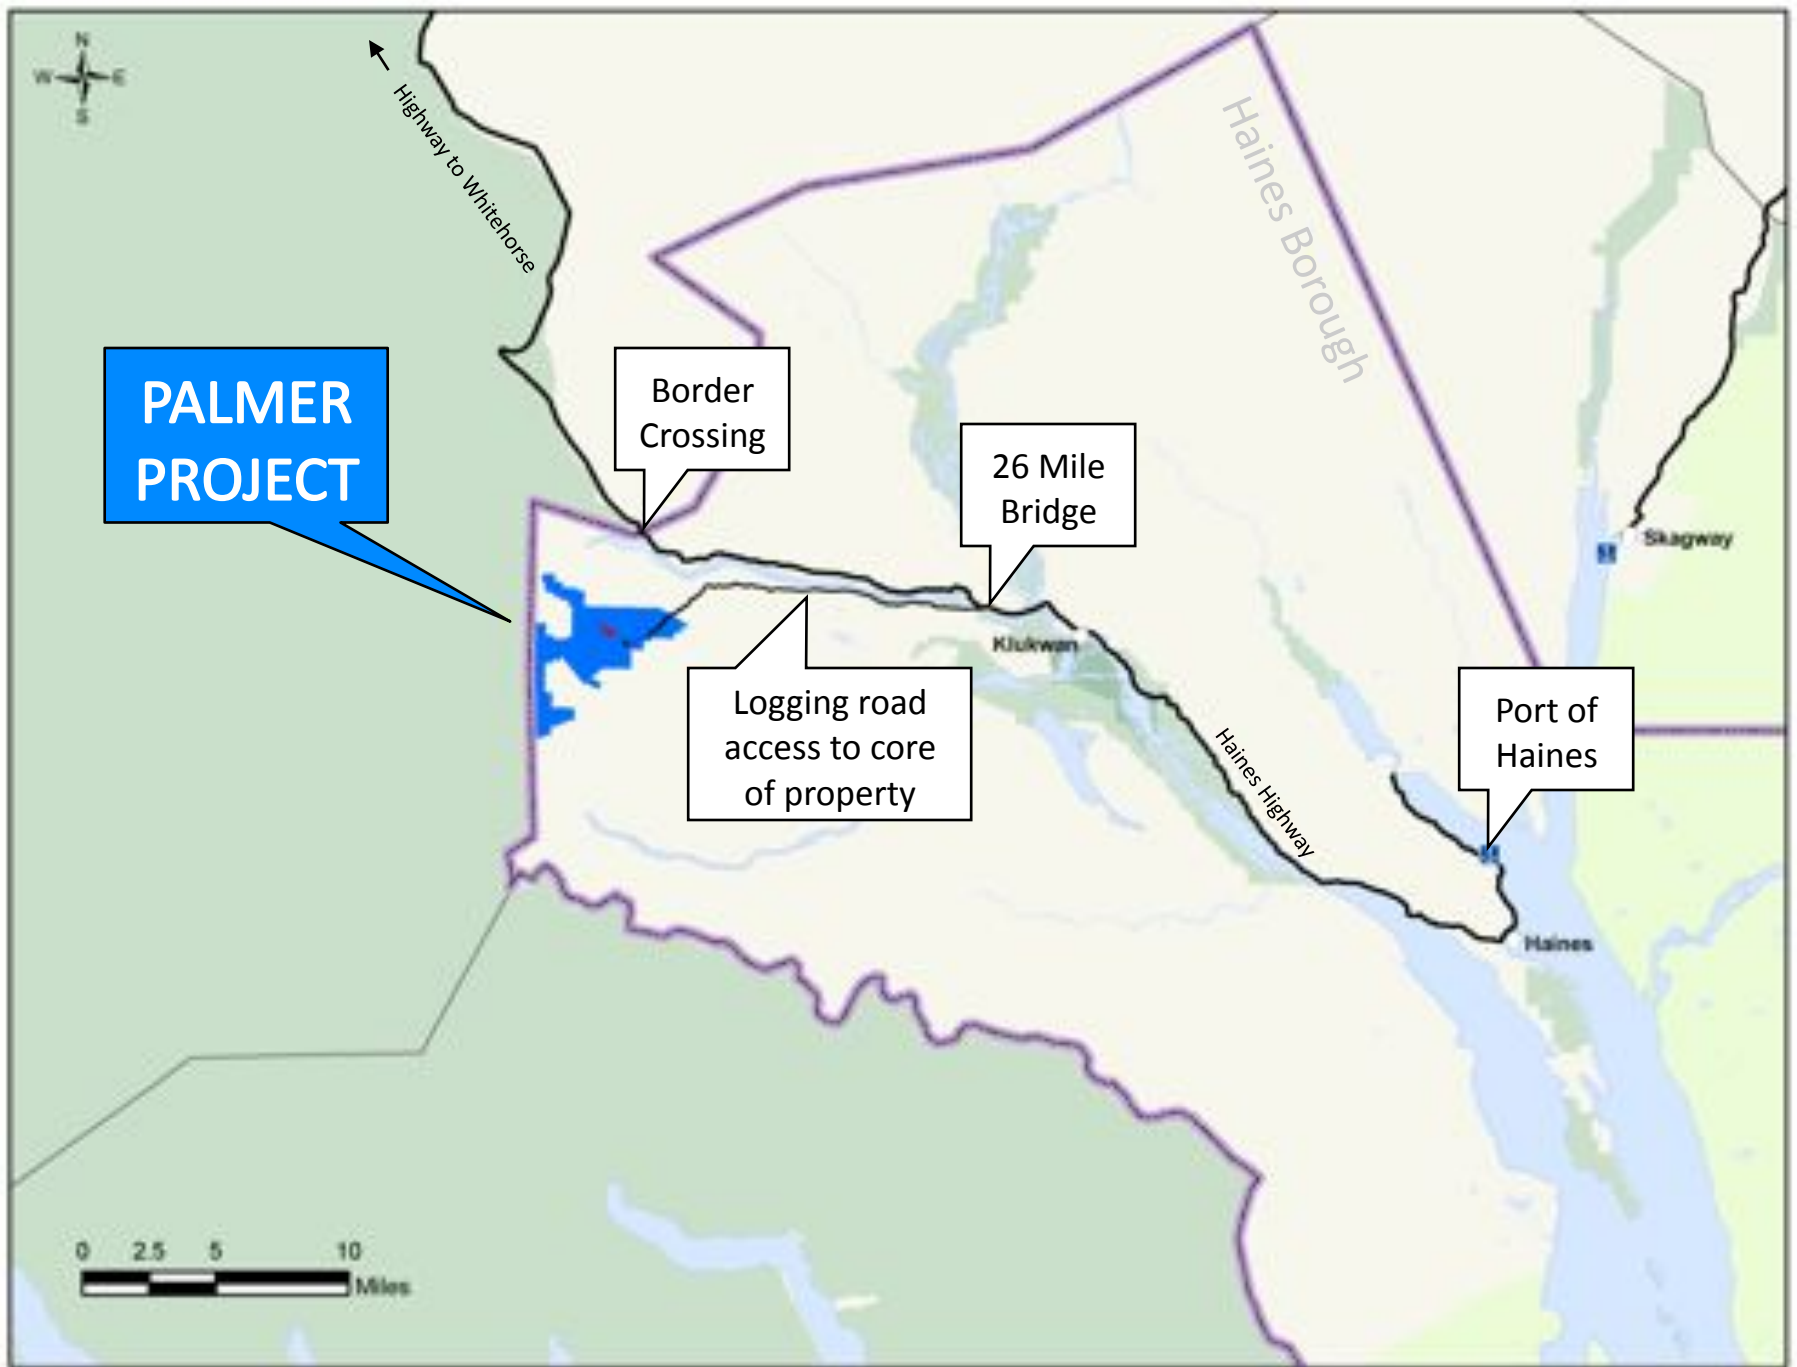 N
W E
S
Highway to Whitehorse
Haines Borough
PALMER
PROJECT
Border
Crossing
26 Mile
Bridge
Skagway
Klukwan
Logging road
access to core
of property
Port of
Haines
Haines Highway
Haines
0 2.5 5 10
Miles